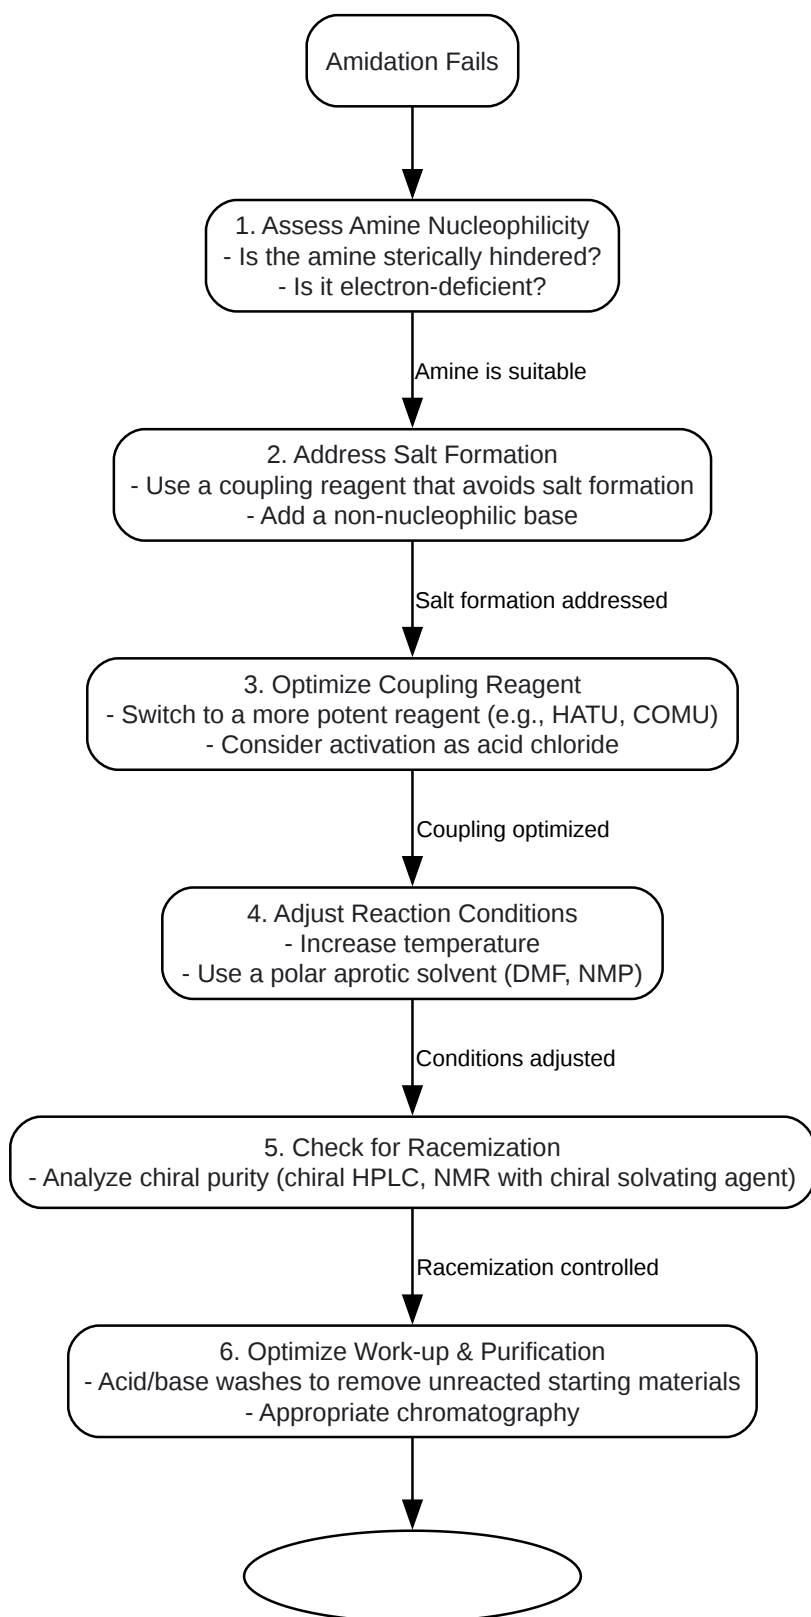 Amidation Fails
1. Assess Amine Nucleophilicity
- Is the amine sterically hindered?
- Is it electron-deficient?
Amine is suitable
2. Address Salt Formation
- Use a coupling reagent that avoids salt formation
- Add a non-nucleophilic base
Salt formation addressed
3. Optimize Coupling Reagent
- Switch to a more potent reagent (e.g., HATU, COMU)
- Consider activation as acid chloride
Coupling optimized
4. Adjust Reaction Conditions
- Increase temperature
- Use a polar aprotic solvent (DMF, NMP)
Conditions adjusted
5. Check for Racemization
- Analyze chiral purity (chiral HPLC, NMR with chiral solvating agent)
Racemization controlled
6. Optimize Work-up & Purification
- Acid/base washes to remove unreacted starting materials
- Appropriate chromatography